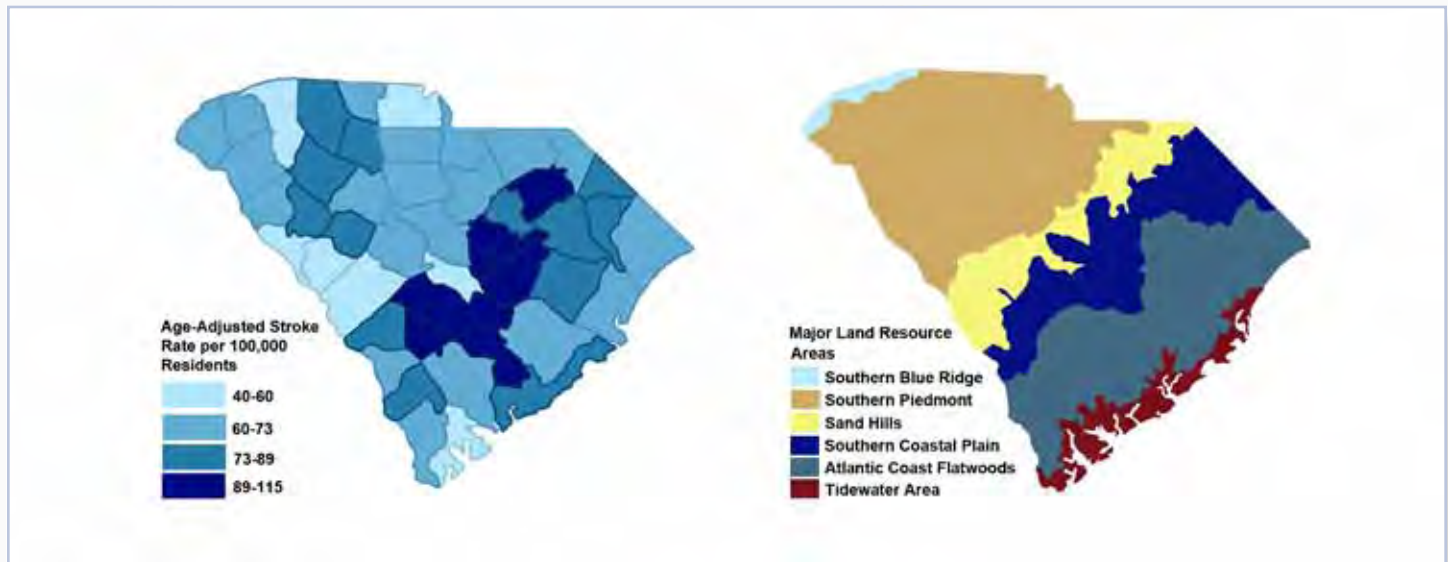 Age-Adjusted Stroke
Rate per 100,000
Residents
40-60
60-73
73-89
89-115
Major Land Resource
Areas
Southern Blue Ridge
Southern Piedmont
Sand Hills
Southern Coastal Plain
Atlantic Coast Flatwoods
Tidewater Area